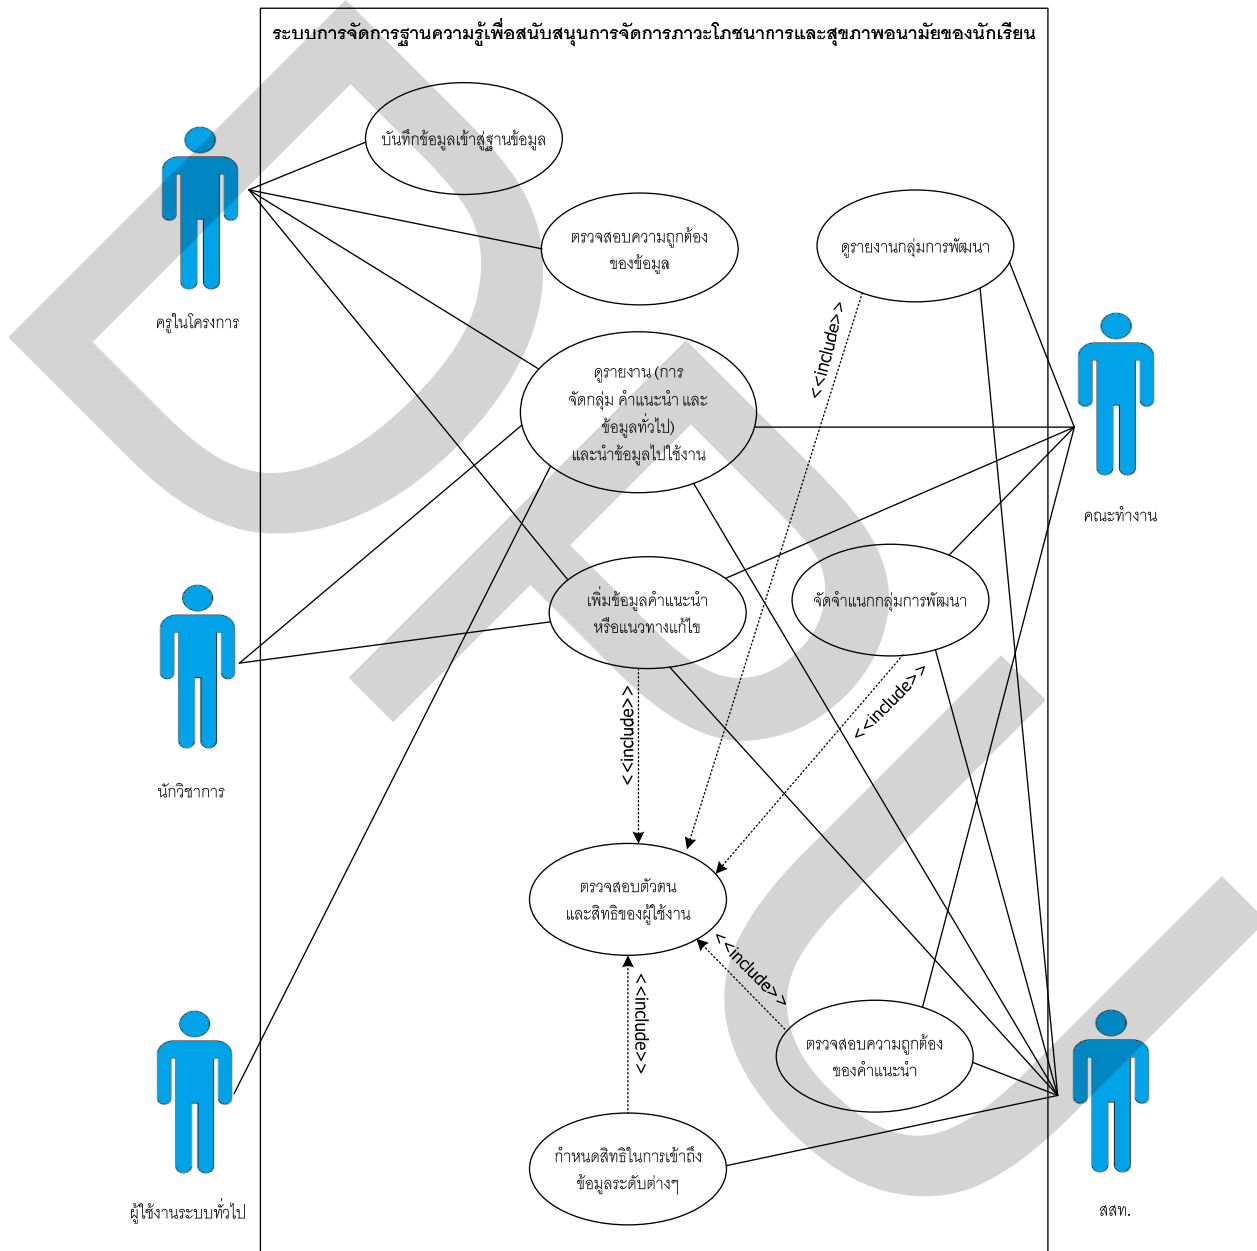 ระบบการจัดการฐานความรู้เพื่อสนับสนุนการจัดการภาวะโภชนาการและสุขภาพอนามัยของนักเรียน
บันทึกข้อมูลเข้าสู่ฐานข้อมูล
ตรวจสอบความถูกต้อง
ของข้อมูล
ดูรายงานกลุ่มการพัฒนา
<<include>>
ครูในโครงการ
ดูรายงาน (การ
จัดกลุ่ม คำแนะนำ และ
ข้อมูลทั่วไป)
และนำข้อมูลไปใช้งาน
คณะทำงาน
เพิ่มข้อมูลคำแนะนำ
หรือแนวทางแก้ไข
จัดจำแนกกลุ่มการพัฒนา
<<include>>
<<include>>
นักวิชาการ
ตรวจสอบตัวตน
และสิทธิของผู้ใช้งาน
<<include>>
<<include>>
ตรวจสอบความถูกต้อง
ของคำแนะนำ
กำหนดสิทธิในการเข้าถึง
ข้อมูลระดับต่างๆ
ผู้ใช้งานระบบทั่วไป
สสท.
DPU